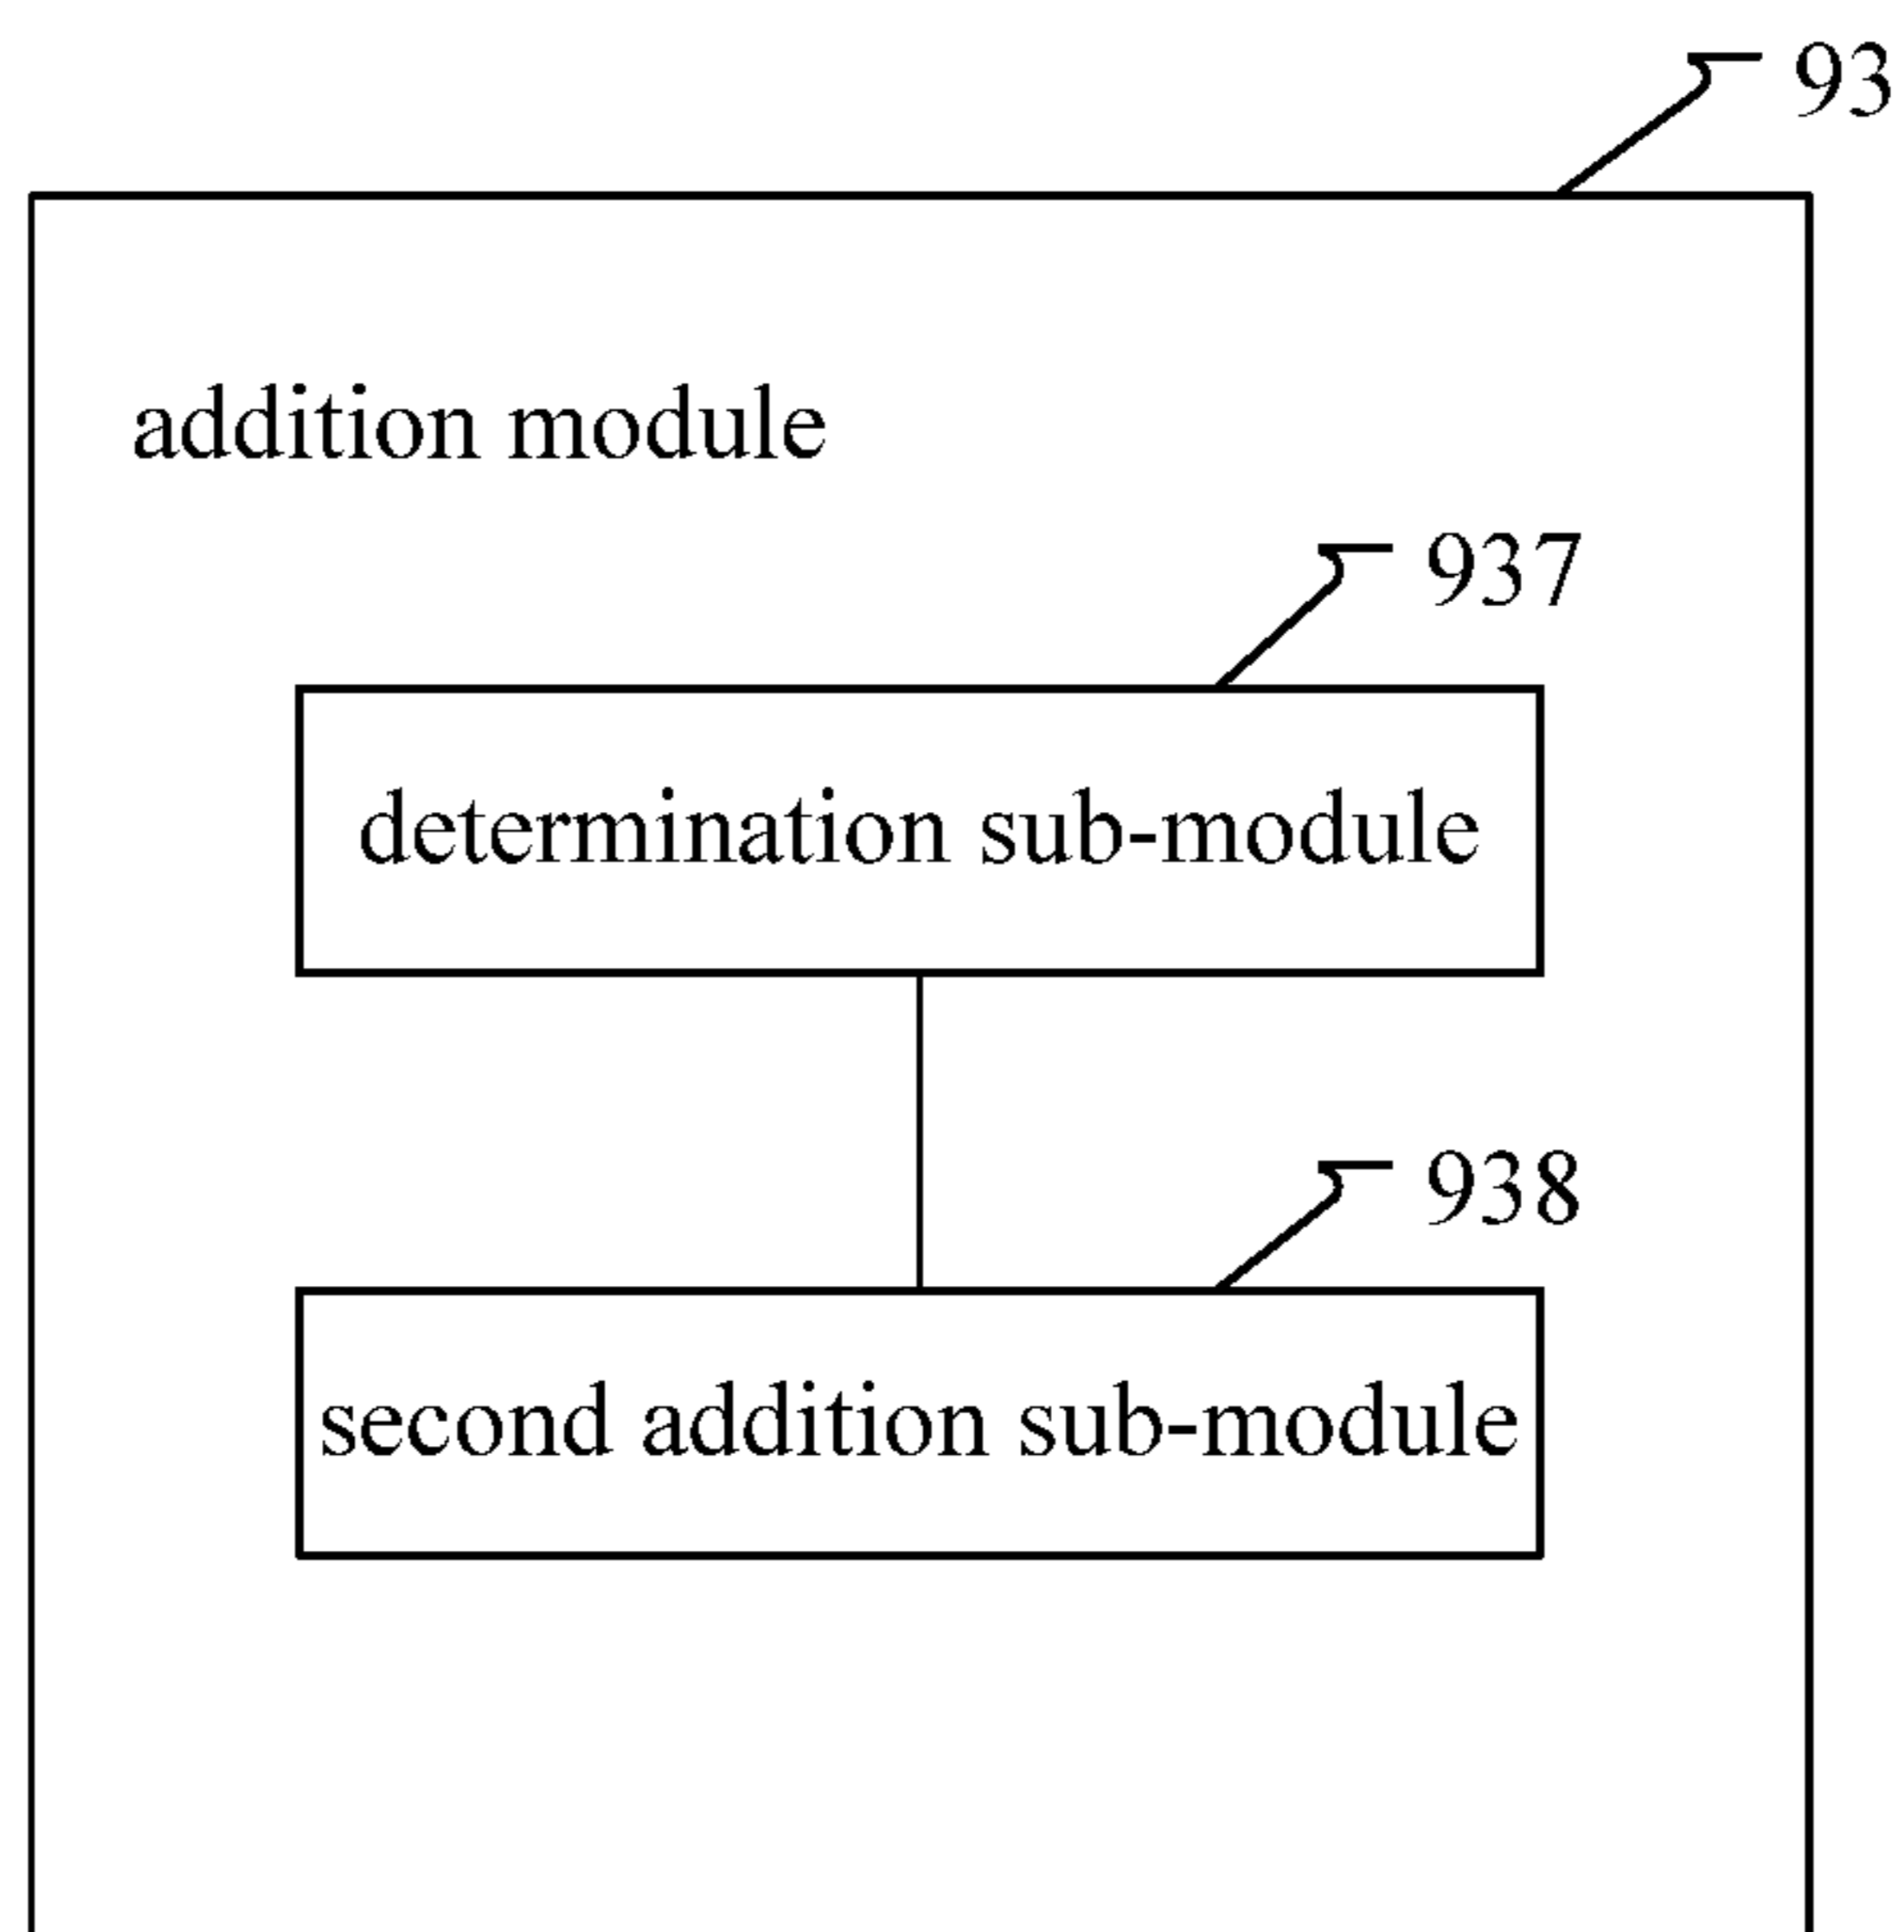 93
addition module
937
determination sub-module
938
second addition sub-module